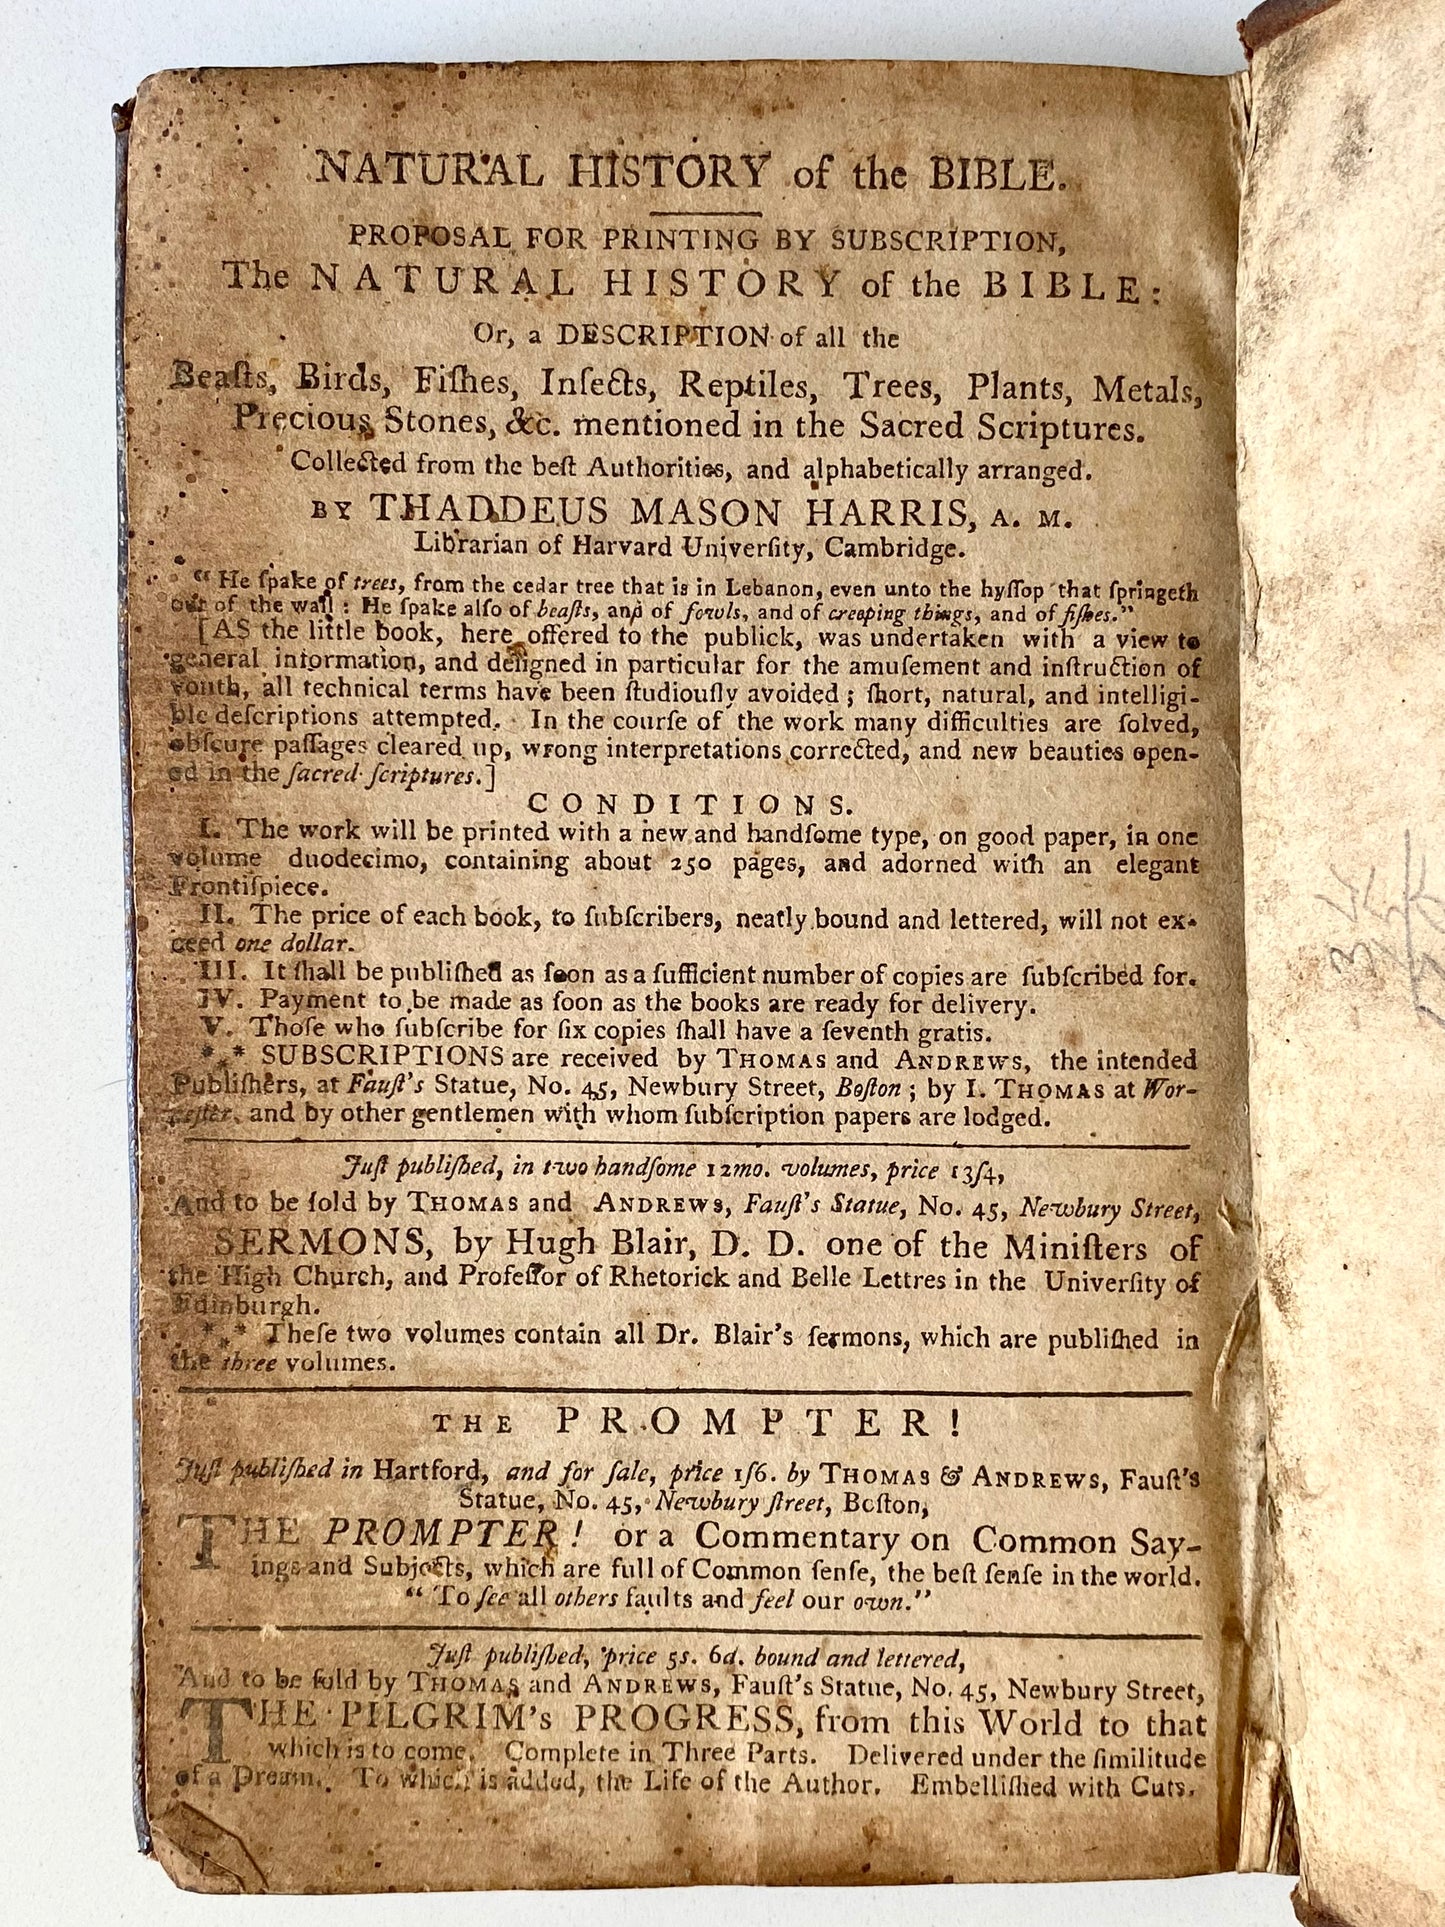 NATURAL HISTORY of the BIBLE.
PROPOSAL FOR PRINTING BY SUBSCRIPTION,
The NATURAL HISTORY of the BIBLE:
Or, a DESCRIPTION of all the
Beaſts, Birds, Fiſhes, Inſects, Reptiles, Trees, Plants, Metals,
Precious Stones, &c. mentioned in the Sacred Scriptures.
Collected from the beſt Authorities, and alphabetically arranged.
BY THADDEUS MASON HARRIS, A. M.
Librarian of Harvard Univerſity, Cambridge.
"He ſpake of trees, from the cedar tree that is in Lebanon, even unto the hyſſop that ſpringeth
out of the wall: He ſpake alſo of beaſts, and of fowls, and of creeping things, and of fiſhes."
[AS the little book, here offered to the publick, was undertaken with a view to
general information, and deſigned in particular for the amuſement and inſtruction of
youth, all technical terms have been ſtudiouſly avoided; ſhort, natural, and intelligi-
ble deſcriptions attempted. In the courſe of the work many difficulties are ſolved,
obſcure paſſages cleared up, wrong interpretations corrected, and new beauties open-
ed in the ſacred ſcriptures.]
CONDITIONS.
I. The work will be printed with a new and handſome type, on good paper, in one
volume duodecimo, containing about 250 pages, and adorned with an elegant
Frontiſpiece.
II. The price of each book, to ſubſcribers, neatly bound and lettered, will not ex-
ceed one dollar.
III. It ſhall be publiſhed as ſoon as a ſufficient number of copies are ſubſcribed for.
IV. Payment to be made as ſoon as the books are ready for delivery.
V. Thoſe who ſubſcribe for ſix copies ſhall have a ſeventh gratis.
*⁎* SUBSCRIPTIONS are received by THOMAS and ANDREWS, the intended
Publiſhers, at Fauſt's Statue, No. 45, Newbury Street, Boſton; by I. THOMAS at Wor-
ceſter, and by other gentlemen with whom ſubſcription papers are lodged.
Juſt publiſhed, in two handſome 12mo. volumes, price 13ſ4,
And to be ſold by THOMAS and ANDREWS, Fauſt's Statue, No. 45, Newbury Street,
SERMONS, by Hugh Blair, D. D. one of the Miniſters of
the High Church, and Profeſſor of Rhetorick and Belle Lettres in the Univerſity of
Edinburgh.
*⁎* Theſe two volumes contain all Dr. Blair's ſermons, which are publiſhed in
the three volumes.
THE PROMPTER!
Juſt publiſhed in Hartford, and for ſale, price 1ſ6. by THOMAS & ANDREWS, Fauſt's
Statue, No. 45, Newbury ſtreet, Boſton,
THE PROMPTER! or a Commentary on Common Say-
ings and Subjects, which are full of Common ſenſe, the beſt ſenſe in the world.
"To ſee all others faults and feel our own."
Juſt publiſhed, price 5s. 6d. bound and lettered,
And to be ſold by THOMAS and ANDREWS, Fauſt's Statue, No. 45, Newbury Street,
THE PILGRIM's PROGRESS, from this World to that
which is to come. Complete in Three Parts. Delivered under the ſimilitude
of a Dream. To which is added, the Life of the Author. Embelliſhed with Cuts.